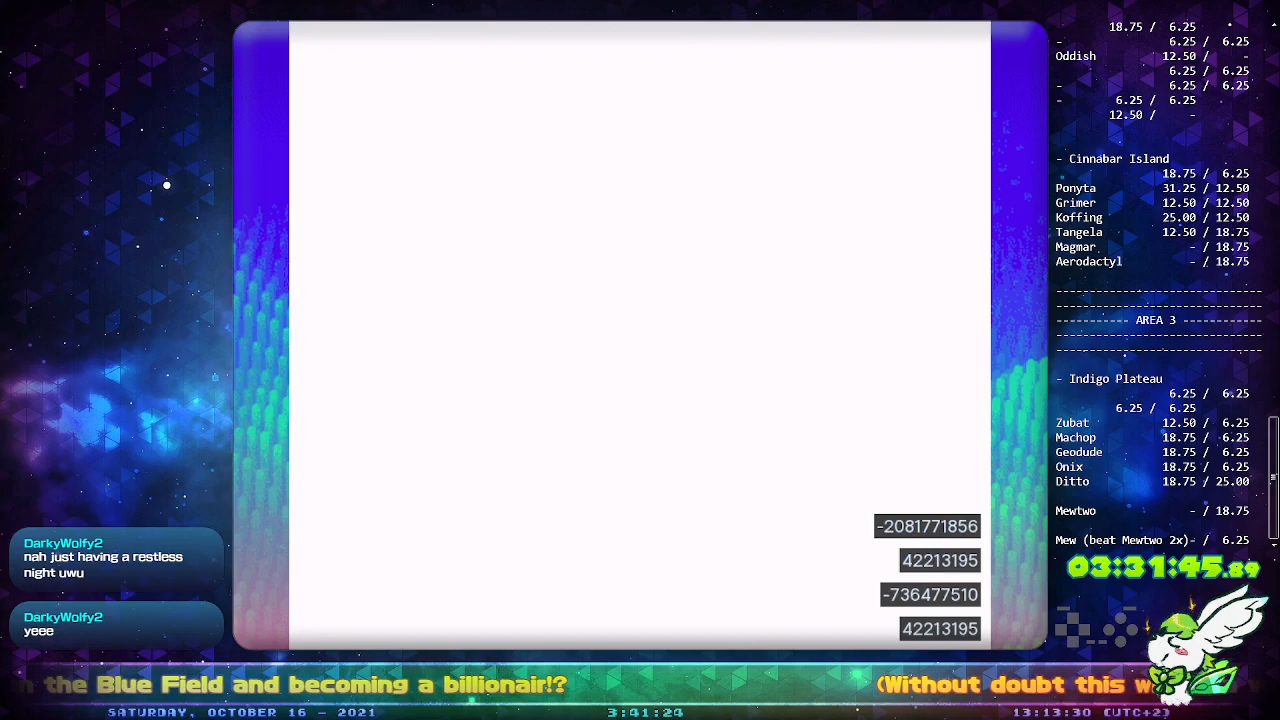 18.75 / 6.25
- 6.25 / 6.25
Oddish 12.50 / -
6.25 / 6.25
- 6.25 / 6.25
- 6.25 / 6.25
12.50 / -
- Cinnabar Island
18.75 / 6.25
Ponyta 31.25 / 12.50
Grimer 12.50 / 12.50
Koffing 25.00 / 12.50
Tangela 12.50 / 18.75
Magmar - / 18.75
Aerodactyl - / 18.75
---------- AREA 3 ------------
- Indigo Plateau
6.25 / 6.25
6.25 / 6.25
Zubat 12.50 / 6.25
Machop 18.75 / 6.25
Geodude 18.75 / 6.25
Onix 18.75 / 6.25
Ditto 18.75 / 25.00
Mewtwo - / 18.75
Mew (beat Mewtwo 2x)- / 6.25
03:31:45.89
-2081771856
42213195
-736477510
42213195
DarkyWolfy2
nah just having a restless
night uwu
DarkyWolfy2
yeee
the Blue Field and becoming a billionair!? (Without doubt this w
SATURDAY, OCTOBER 16 - 2021 3:41:24 13:13:30 (UTC+2)